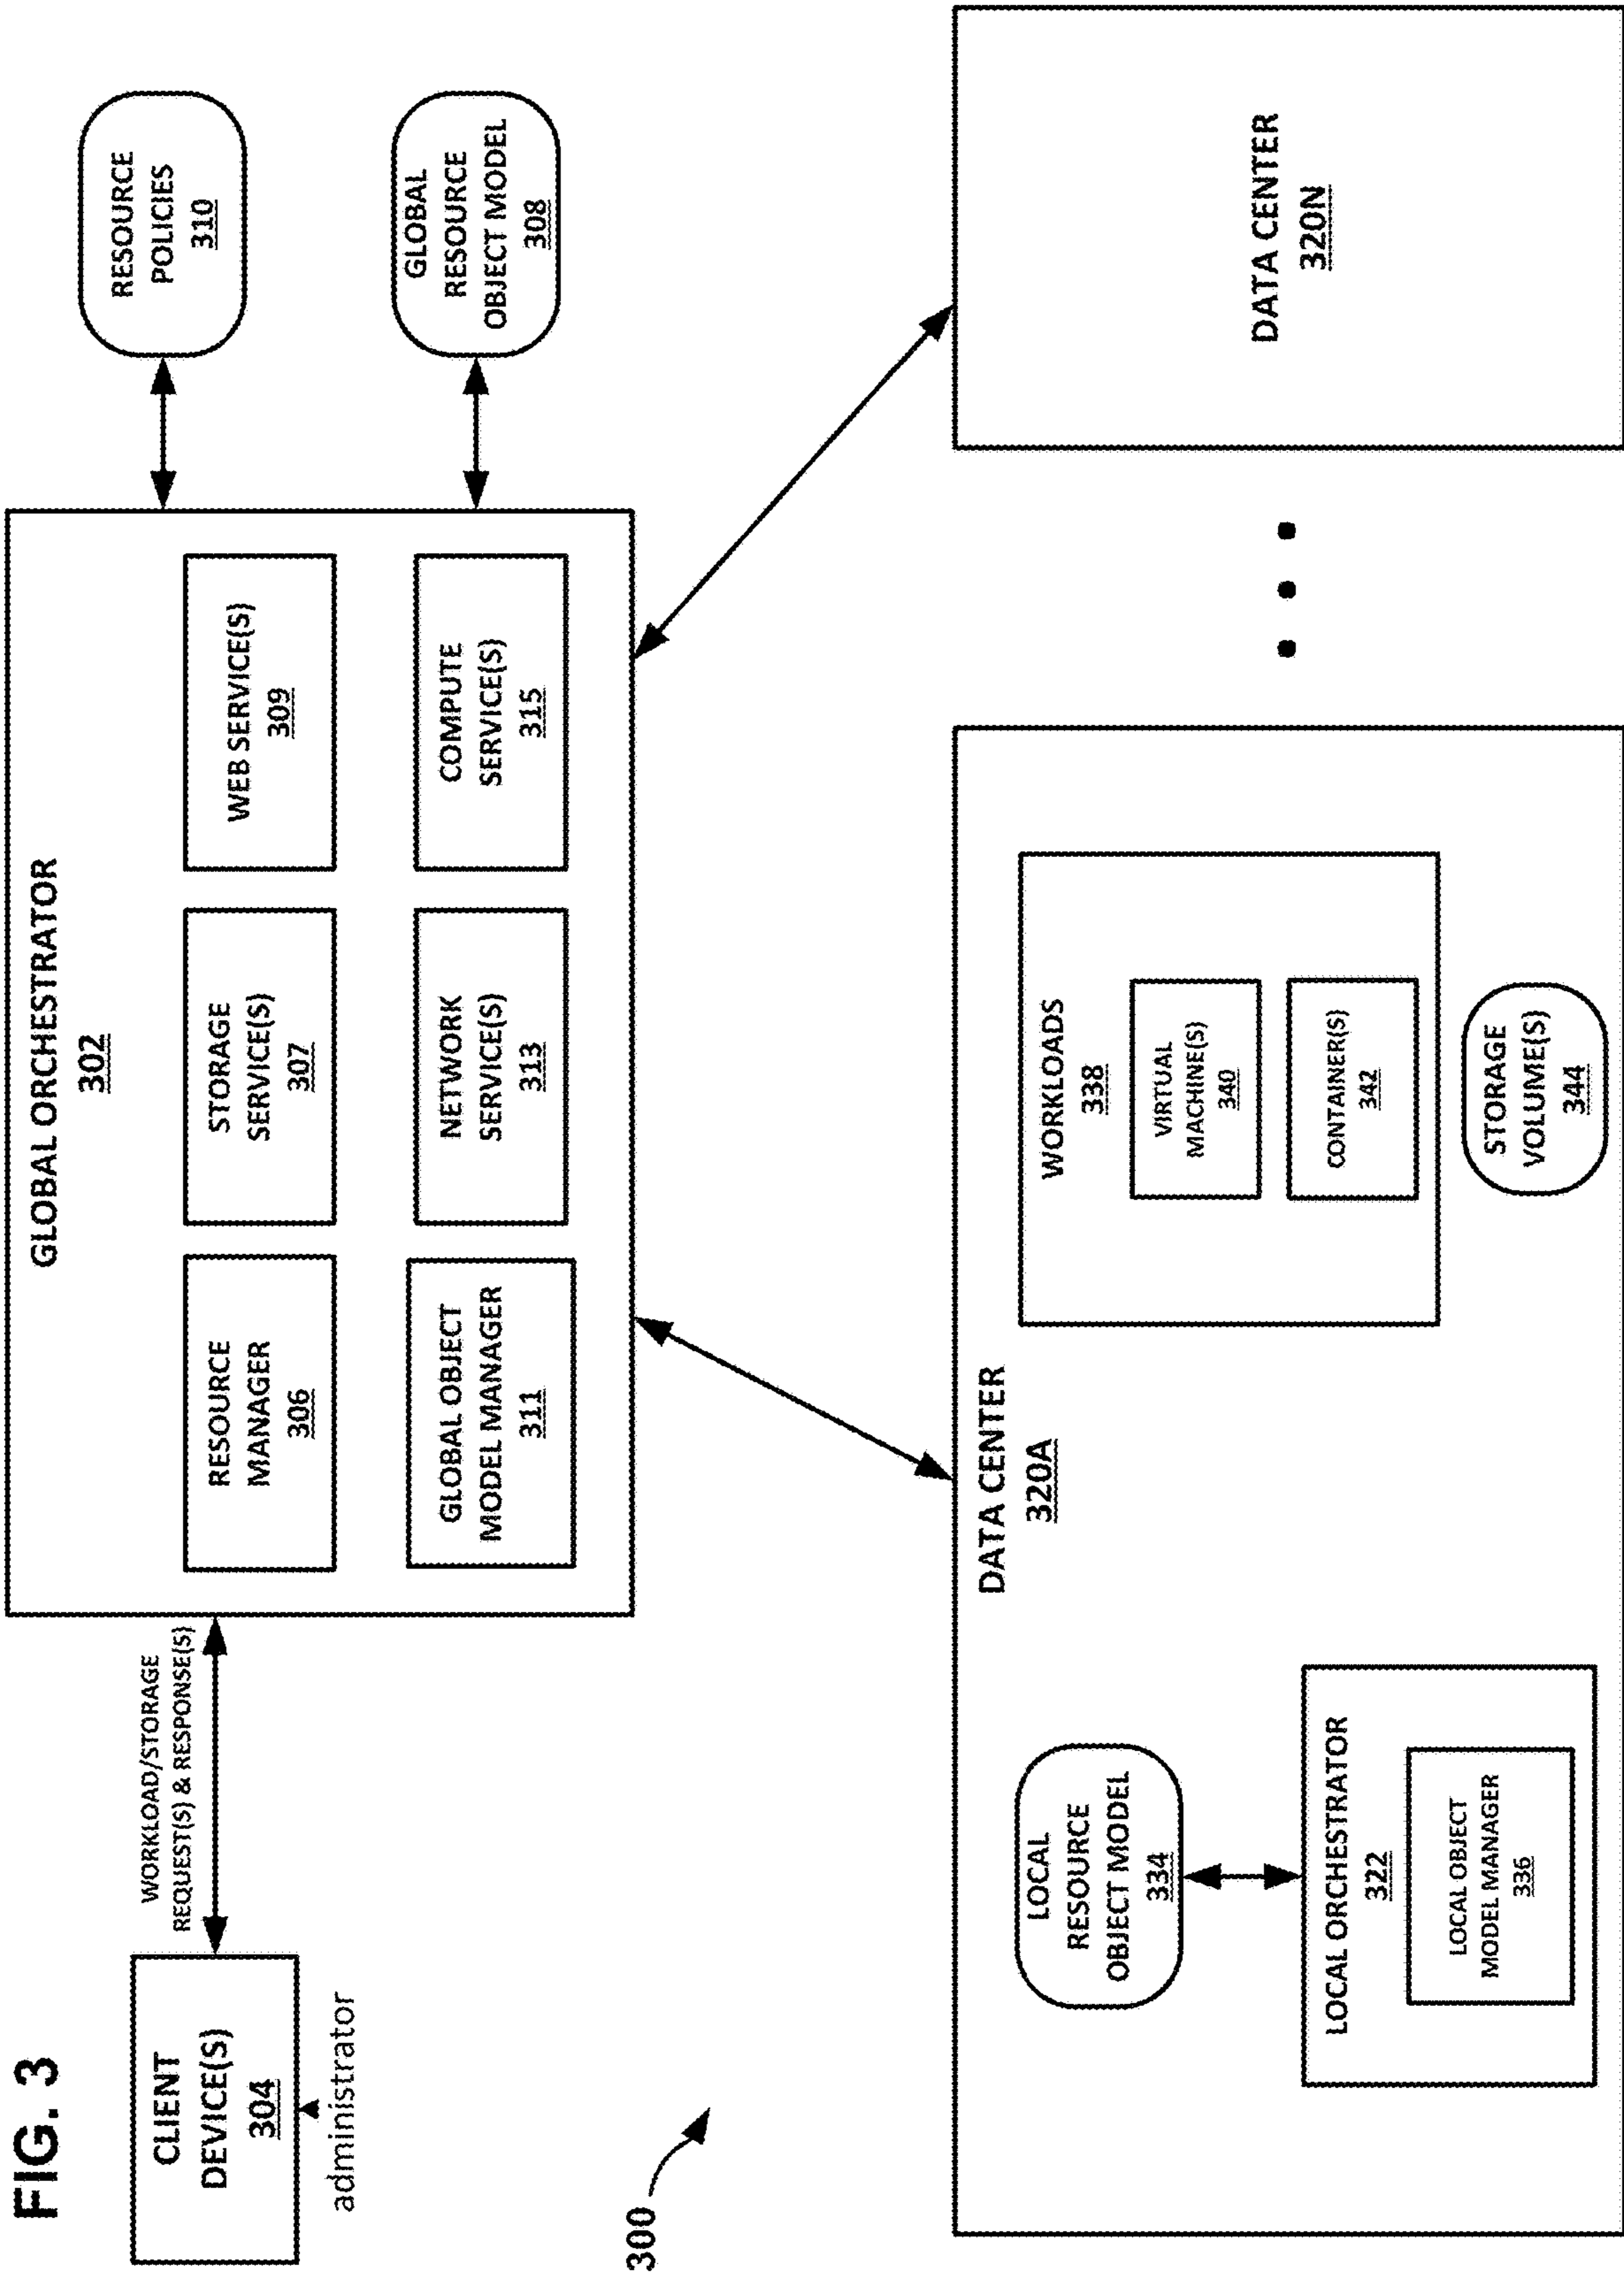 FIG. 3
CLIENT
DEVICE(S)
304
administrator
WORKLOAD/STORAGE
REQUEST(S) & RESPONSE(S)
GLOBAL ORCHESTRATOR
302
RESOURCE
MANAGER
306
STORAGE
SERVICE(S)
307
WEB SERVICE(S)
309
GLOBAL OBJECT
MODEL MANAGER
311
NETWORK
SERVICE(S)
313
COMPUTE
SERVICE(S)
315
RESOURCE
POLICIES
310
GLOBAL
RESOURCE
OBJECT MODEL
308
300
DATA CENTER
320A
LOCAL
RESOURCE
OBJECT MODEL
334
LOCAL ORCHESTRATOR
322
LOCAL OBJECT
MODEL MANAGER
336
WORKLOADS
338
VIRTUAL
MACHINE(S)
340
CONTAINER(S)
342
STORAGE
VOLUME(S)
344
DATA CENTER
320N